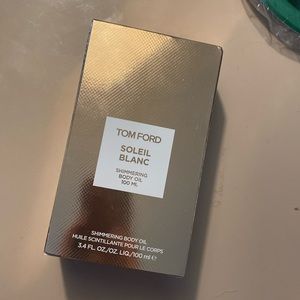 TOM FORD
SOLEIL
BLANC
SHIMMERING
BODY OIL
100 ML
SHIMMERING BODY OIL
HUILE SCINTILLANTE POUR LE CORPS
3.4 FL. OZ./OZ. LIQ./100 ml ℮